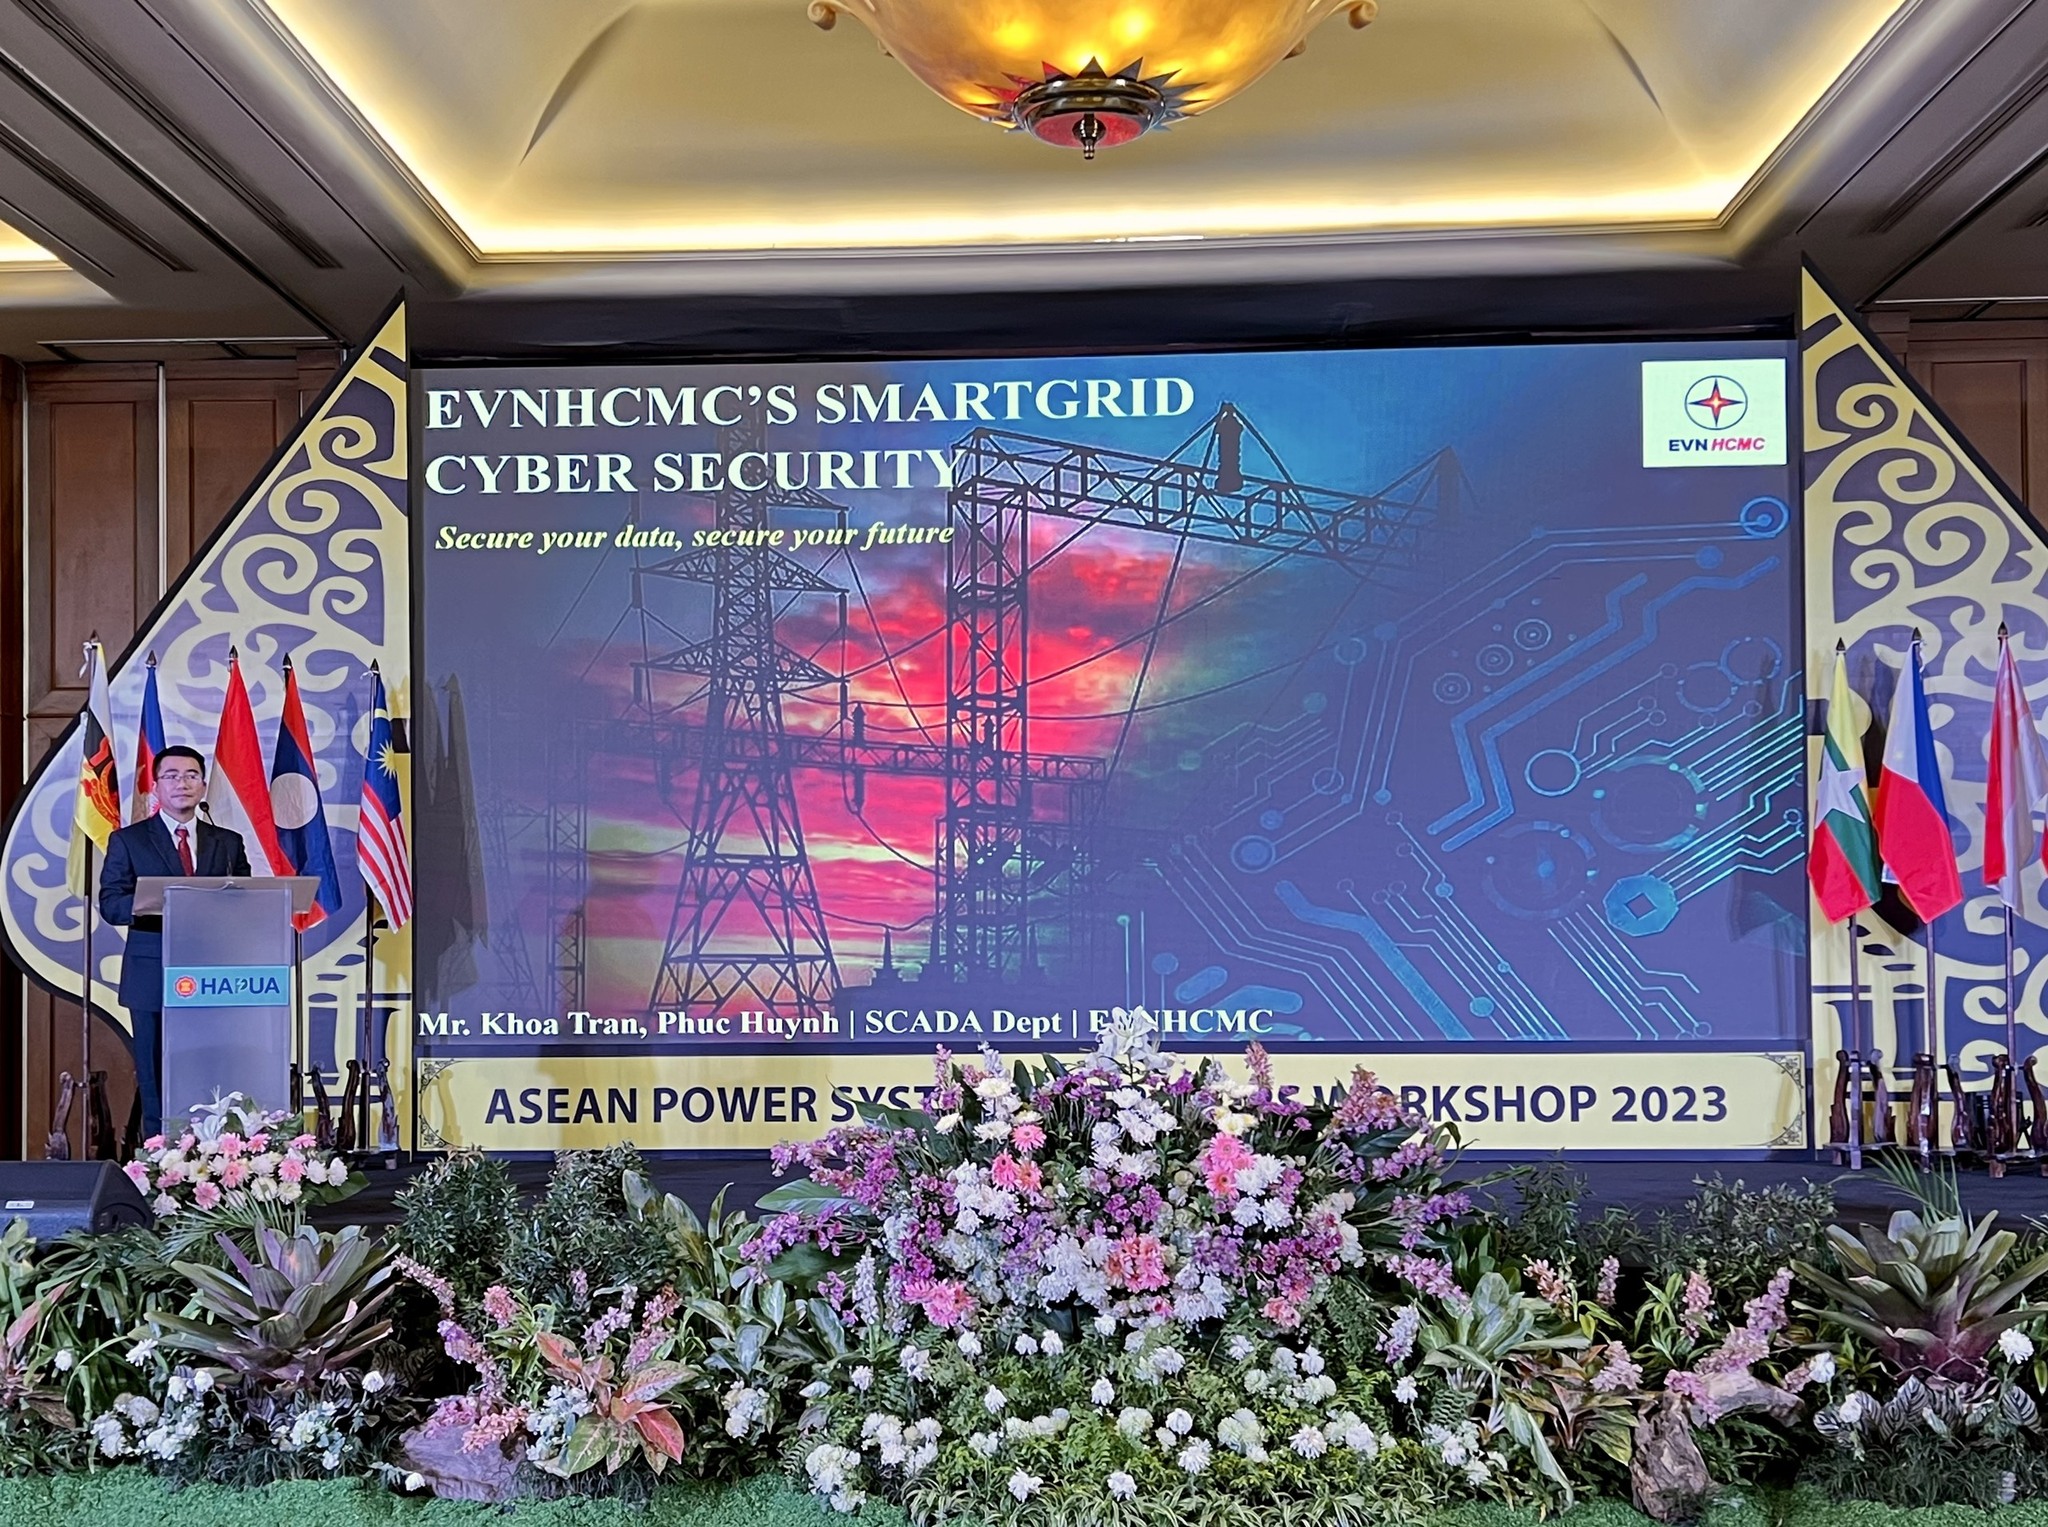 EVNHCMC'S SMARTGRID
CYBER SECURITY
Secure your data, secure your future
EVN HCMC
HAPUA
Mr. Khoa Tran, Phuc Huynh | SCADA Dept | EVNHCMC
ASEAN POWER WORKSHOP 2023